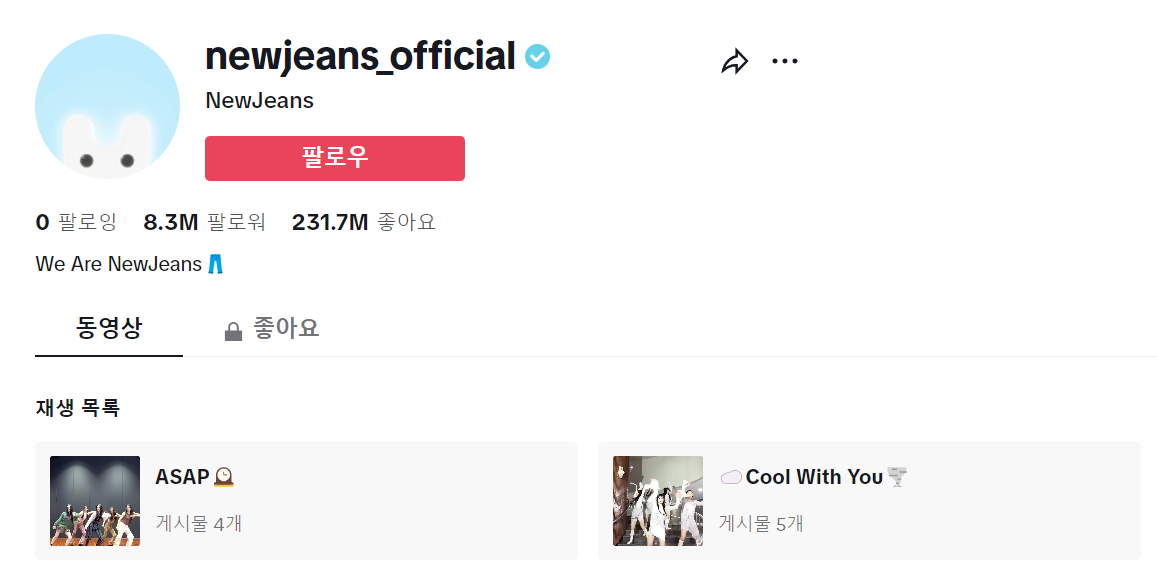 newjeans_official
NewJeans
팔로우
0 팔로잉 8.3M 팔로워 231.7M 좋아요
We Are NewJeans👖
동영상 좋아요
재생 목록
ASAP🕰️
게시물 4개
☁️Cool With You🌪️
게시물 5개